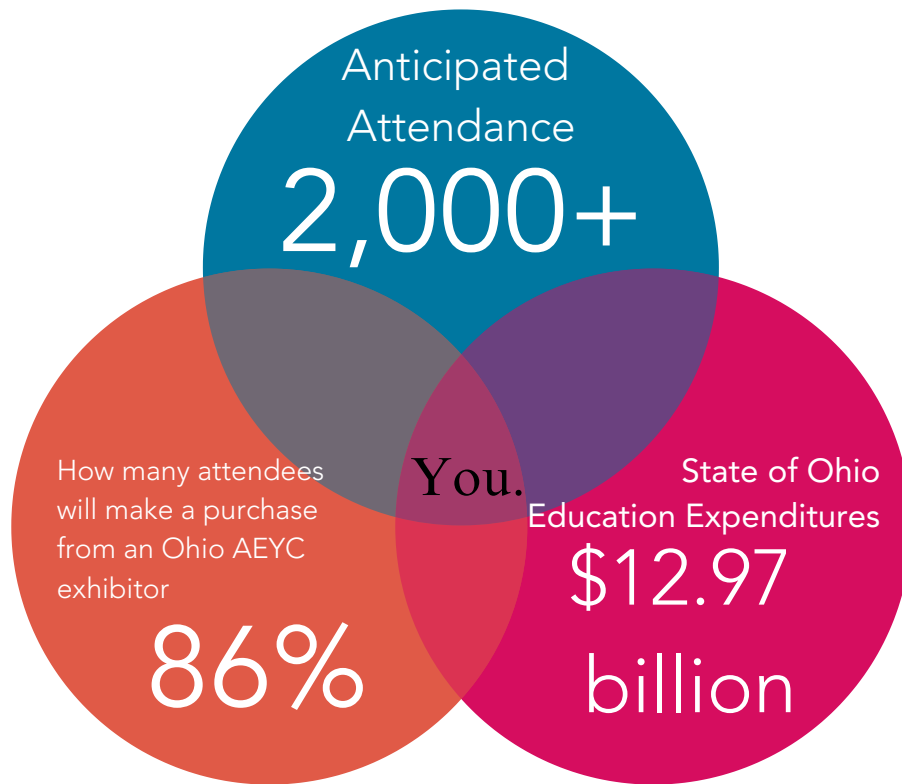 Anticipated
Attendance
2,000+
How many attendees
will make a purchase
from an Ohio AEYC
exhibitor
86%
You.
State of Ohio
Education Expenditures
$12.97
billion